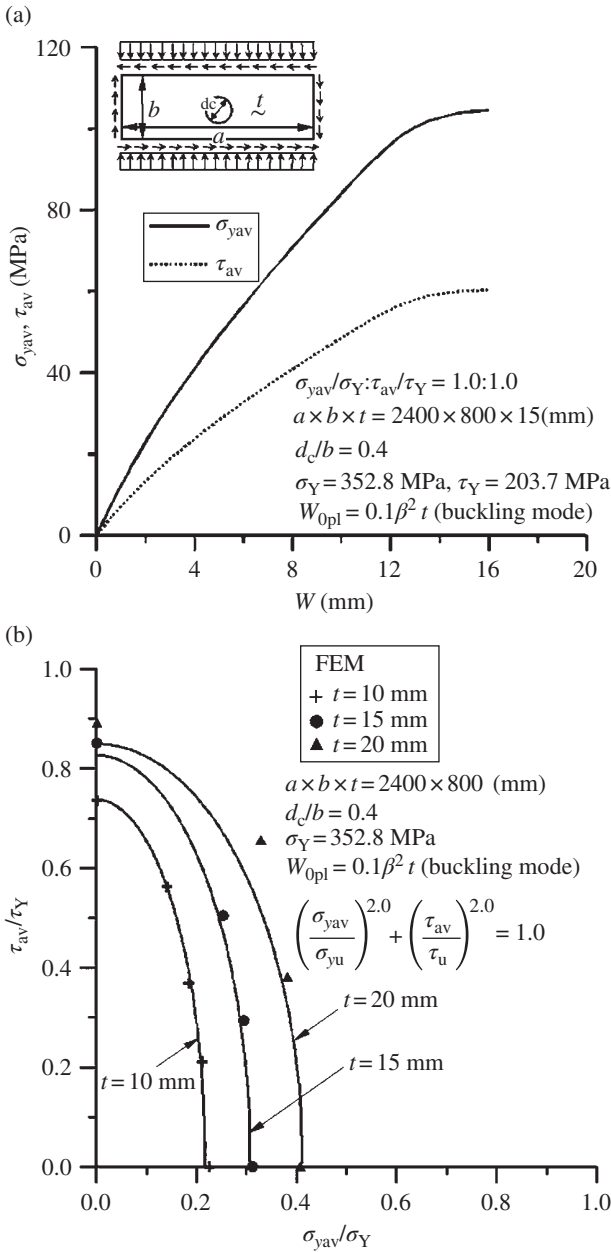 (a)
120
80
40
0
σyav, τav (MPa)
dc
b
t
~
a
σyav
τav
σyav/σY:τav/τY = 1.0:1.0
a × b × t = 2400 × 800 × 15(mm)
dc/b = 0.4
σY = 352.8 MPa, τY = 203.7 MPa
W0pl = 0.1β² t (buckling mode)
0 4 8 12 16 20
W (mm)
(b)
1.0
0.8
0.6
0.4
0.2
0.0
τav/τY
FEM
+ t = 10 mm
● t = 15 mm
▲ t = 20 mm
a × b × t = 2400 × 800 (mm)
dc/b = 0.4
σY = 352.8 MPa
W0pl = 0.1β² t (buckling mode)
(σyav/σyu)^2.0 + (τav/τu)^2.0 = 1.0
t = 20 mm
t = 15 mm
t = 10 mm
0.0 0.2 0.4 0.6 0.8 1.0
σyav/σY